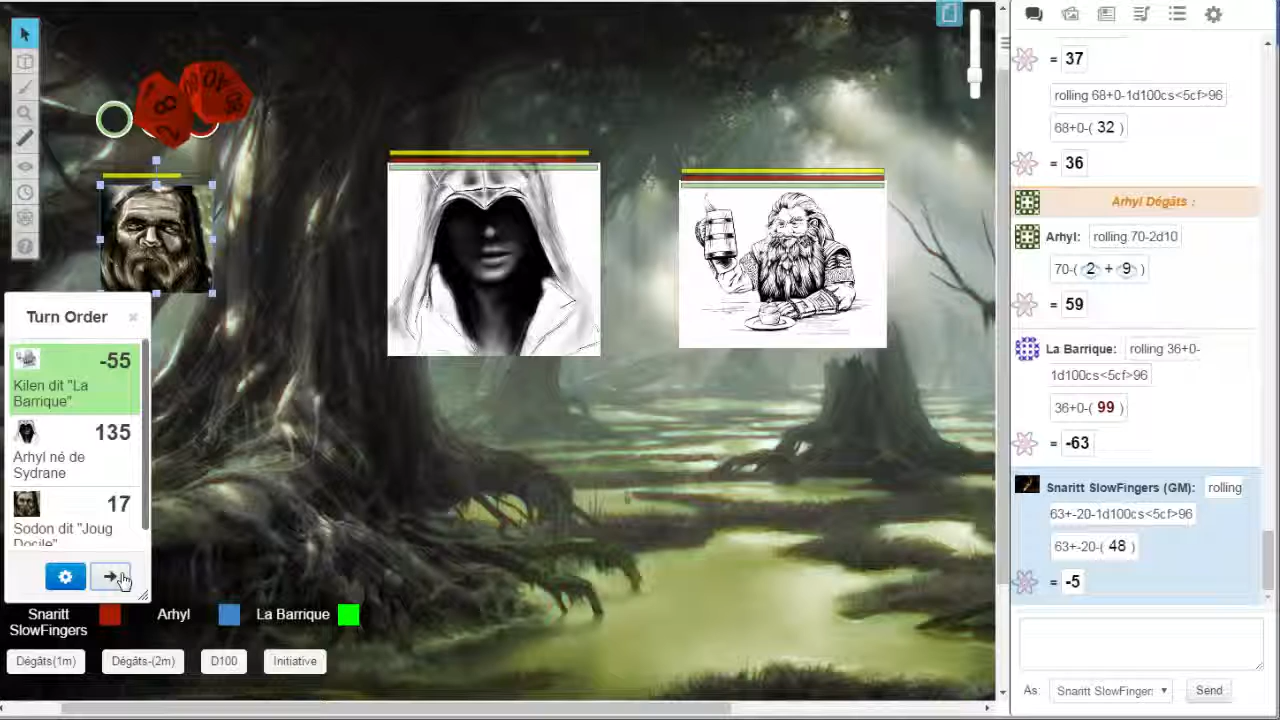 = 37
rolling 68+0-1d100cs<5cf>96
68+0-( 32 )
= 36
Arhyl Dégâts :
Arhyl: rolling 70-2d10
70-( 2 + 9 )
= 59
La Barrique: rolling 36+0-
1d100cs<5cf>96
36+0-( 99 )
= -63
Snaritt SlowFingers (GM): rolling
63+-20-1d100cs<5cf>96
63+-20-( 48 )
= -5
As: Snaritt SlowFinger: Send
Turn Order
-55
Kilen dit "La
Barrique"
135
Arhyl né de
Sydrane
17
Sodon dit "Joug
Docile"
Snaritt
SlowFingers
Arhyl
La Barrique
Dégâts(1m) Dégâts-(2m) D100 Initiative